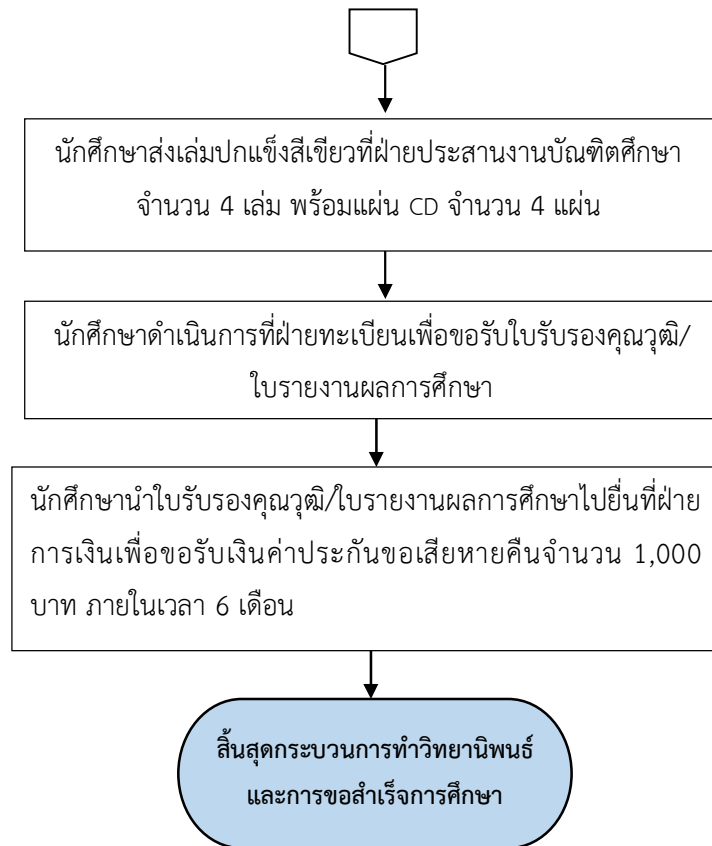 นักศึกษาส่งเล่มปกแข็งสีเขียวที่ฝ่ายประสานงานบัณฑิตศึกษา
จำนวน 4 เล่ม พร้อมแผ่น CD จำนวน 4 แผ่น
นักศึกษาดำเนินการที่ฝ่ายทะเบียนเพื่อขอรับใบรับรองคุณวุฒิ/
ใบรายงานผลการศึกษา
นักศึกษานำใบรับรองคุณวุฒิ/ใบรายงานผลการศึกษาไปยื่นที่ฝ่าย
การเงินเพื่อขอรับเงินค่าประกันขอเสียหายคืนจำนวน 1,000
บาท ภายในเวลา 6 เดือน
สิ้นสุดกระบวนการทำวิทยานิพนธ์
และการขอสำเร็จการศึกษา